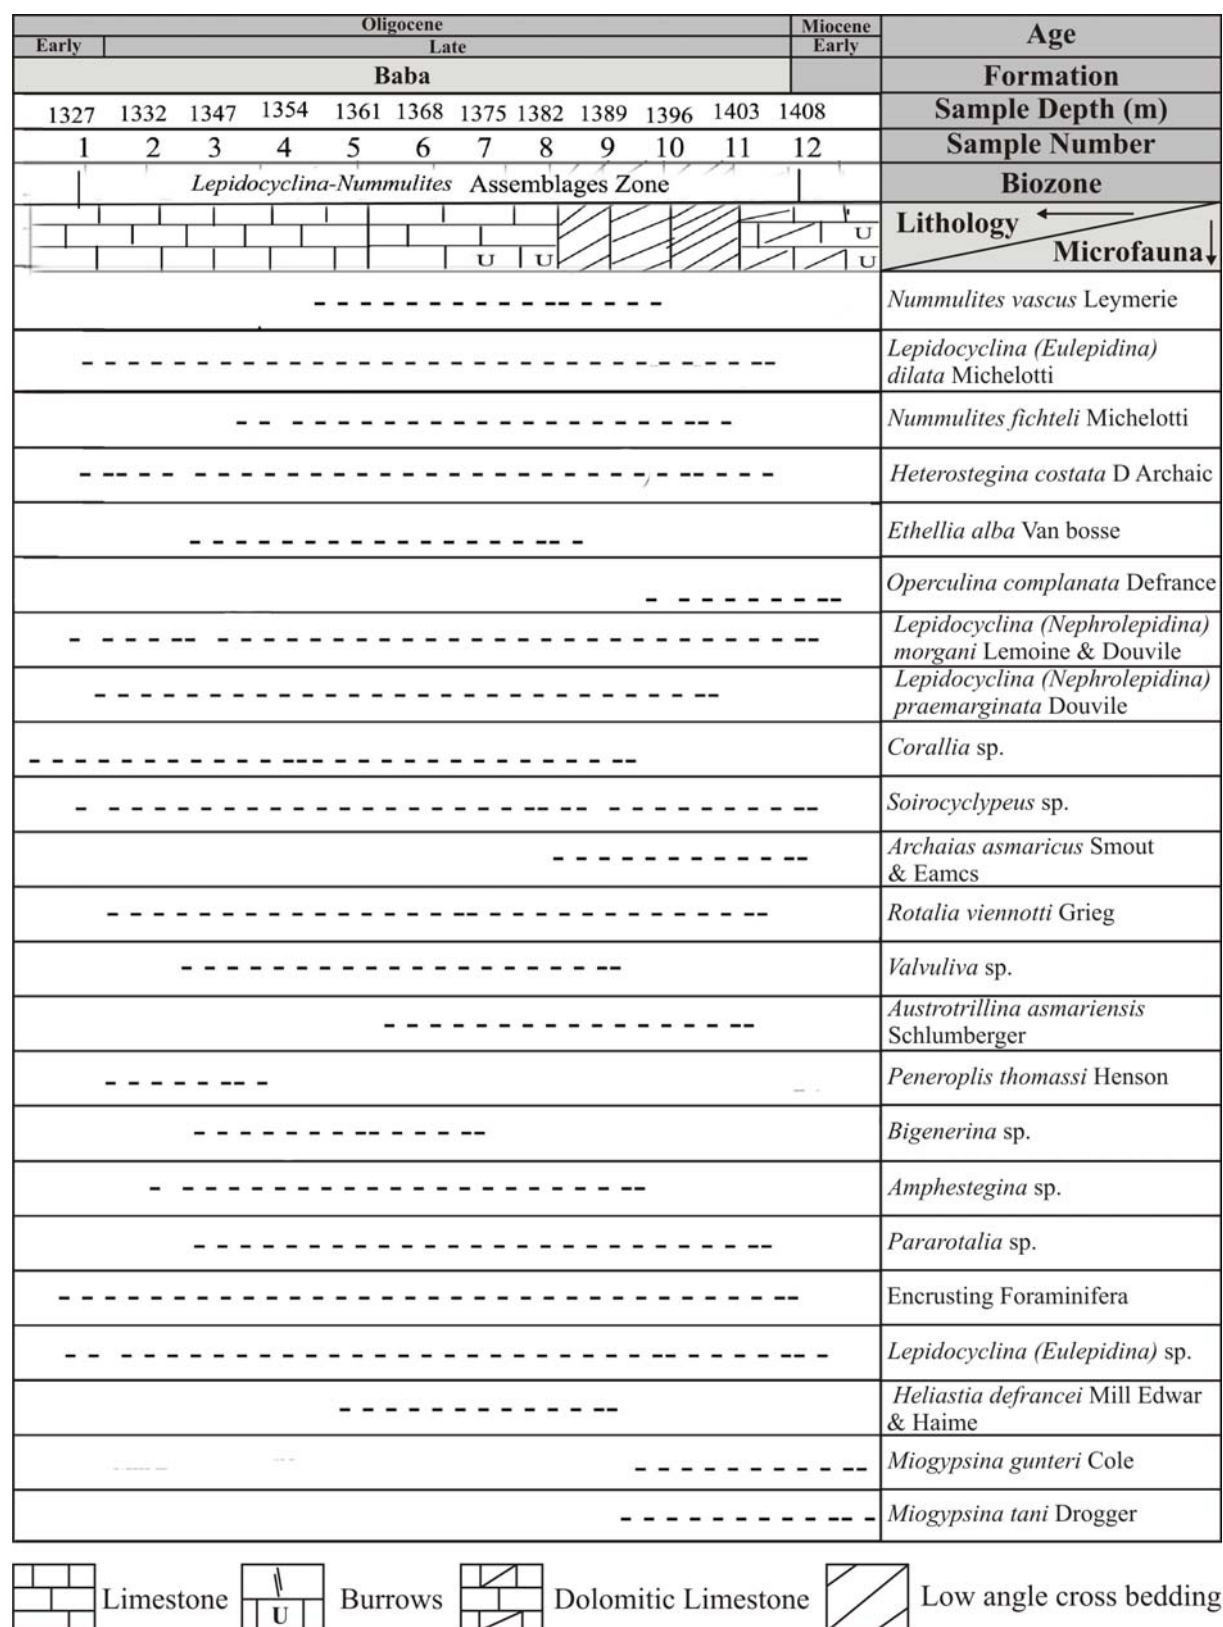 Oligocene Miocene Age
Early Late Early
Baba Formation
1327 1332 1347 1354 1361 1368 1375 1382 1389 1396 1403 1408 Sample Depth (m)
1 2 3 4 5 6 7 8 9 10 11 12 Sample Number
Lepidocyclina-Nummulites Assemblages Zone Biozone
Lithology
Microfauna
U U U U
Nummulites vascus Leymerie
Lepidocyclina (Eulepidina)
dilata Michelotti
Nummulites fichteli Michelotti
Heterostegina costata D Archaic
Ethellia alba Van bosse
Operculina complanata Defrance
Lepidocyclina (Nephrolepidina)
morgani Lemoine & Douvile
Lepidocyclina (Nephrolepidina)
praemarginata Douvile
Corallia sp.
Soirocyclypeus sp.
Archaias asmaricus Smout
& Eamcs
Rotalia viennotti Grieg
Valvuliva sp.
Austrotrillina asmariensis
Schlumberger
Peneroplis thomassi Henson
Bigenerina sp.
Amphestegina sp.
Pararotalia sp.
Encrusting Foraminifera
Lepidocyclina (Eulepidina) sp.
Heliastia defrancei Mill Edwar
& Haime
Miogypsina gunteri Cole
Miogypsina tani Drogger
Limestone U Burrows Dolomitic Limestone Low angle cross bedding